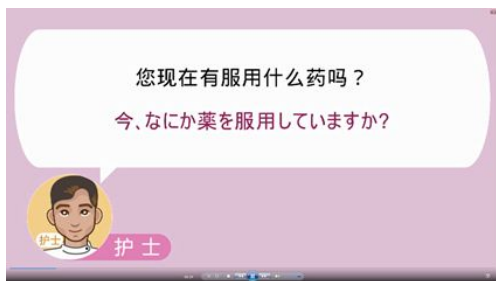 您现在有服用什么药吗？
今、なにか薬を服用していますか?
护士
护士